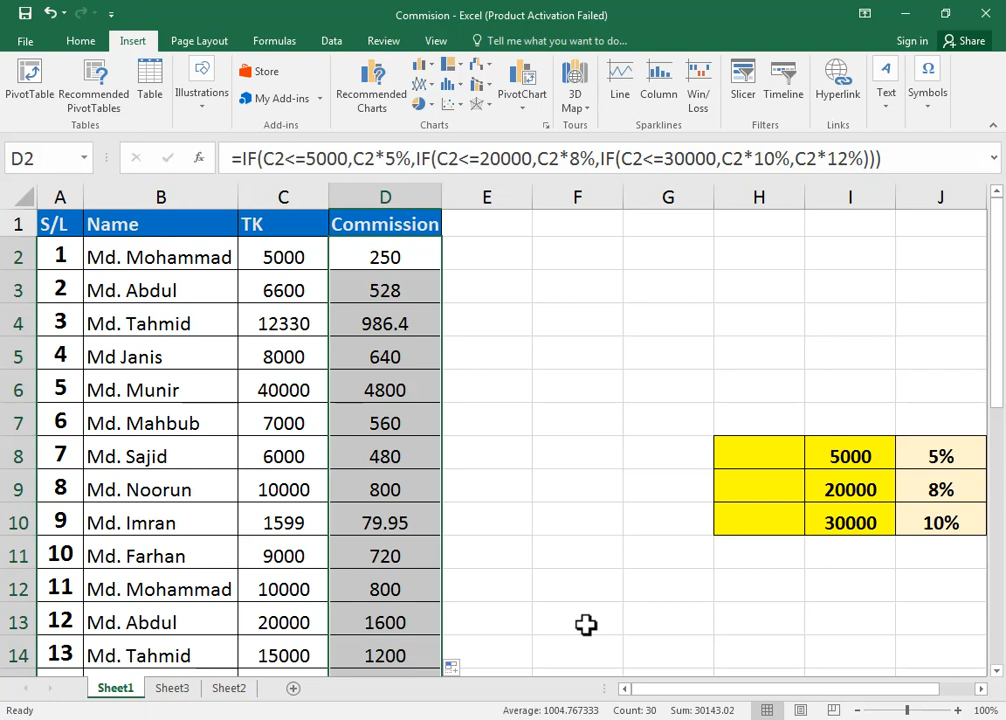 Commision - Excel (Product Activation Failed)
File Home Insert Page Layout Formulas Data Review View Tell me what you want to do... Sign in Share
PivotTable Recommended PivotTables Table Illustrations Store My Add-ins Recommended Charts PivotChart 3D Map Line Column Win/ Loss Slicer Timeline Hyperlink Text Symbols
Tables Add-ins Charts Tours Sparklines Filters Links
D2 fx =IF(C2<=5000,C2*5%,IF(C2<=20000,C2*8%,IF(C2<=30000,C2*10%,C2*12%)))
A B C D E F G H I J
1 S/L Name TK Commission
2 1 Md. Mohammad 5000 250
3 2 Md. Abdul 6600 528
4 3 Md. Tahmid 12330 986.4
5 4 Md Janis 8000 640
6 5 Md. Munir 40000 4800
7 6 Md. Mahbub 7000 560
8 7 Md. Sajid 6000 480 5000 5%
9 8 Md. Noorun 10000 800 20000 8%
10 9 Md. Imran 1599 79.95 30000 10%
11 10 Md. Farhan 9000 720
12 11 Md. Mohammad 10000 800
13 12 Md. Abdul 20000 1600
14 13 Md. Tahmid 15000 1200
Sheet1 Sheet3 Sheet2
Ready Average: 1004.767333 Count: 30 Sum: 30143.02 100%